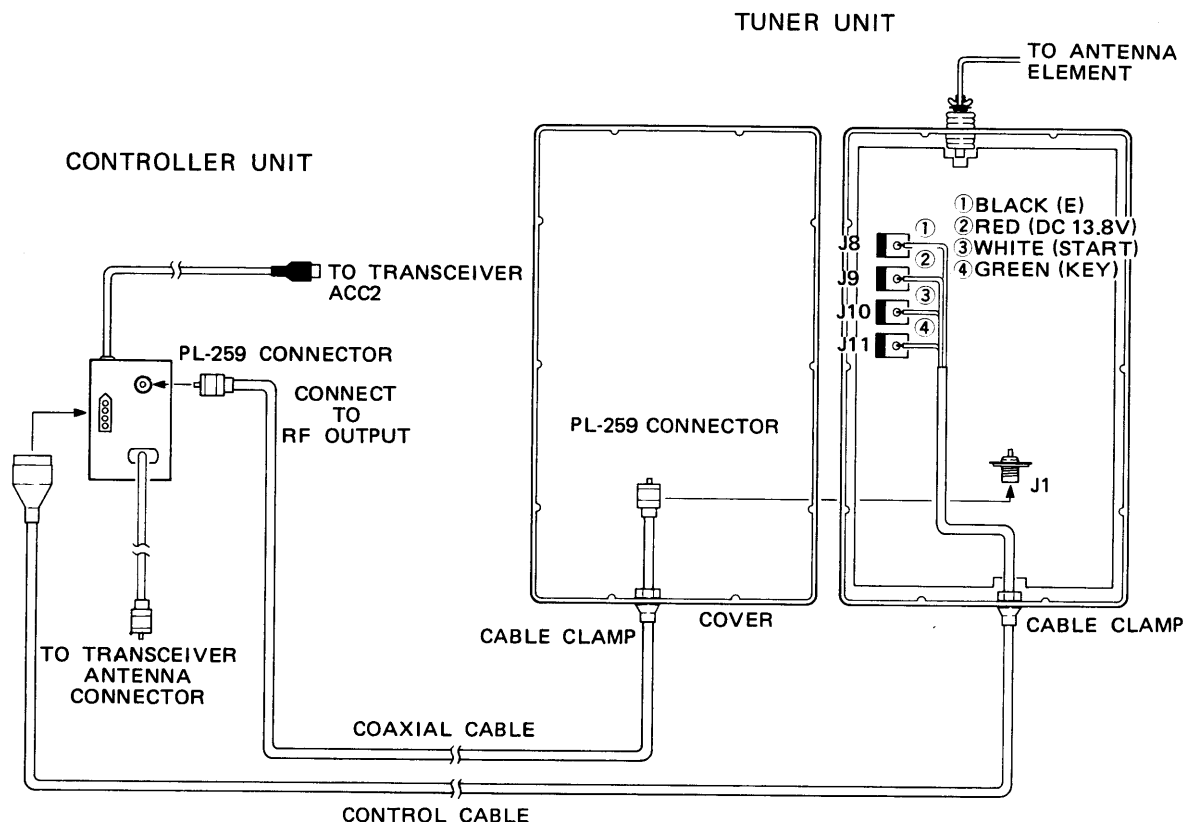 TUNER UNIT
TO ANTENNA
ELEMENT
CONTROLLER UNIT
①BLACK (E)
②RED (DC 13.8V)
③WHITE (START)
④GREEN (KEY)
J8
①
J9
②
J10
③
J11
④
TO TRANSCEIVER
ACC2
PL-259 CONNECTOR
CONNECT
TO
RF OUTPUT
PL-259 CONNECTOR
J1
CABLE CLAMP
COVER
CABLE CLAMP
TO TRANSCEIVER
ANTENNA
CONNECTOR
COAXIAL CABLE
CONTROL CABLE